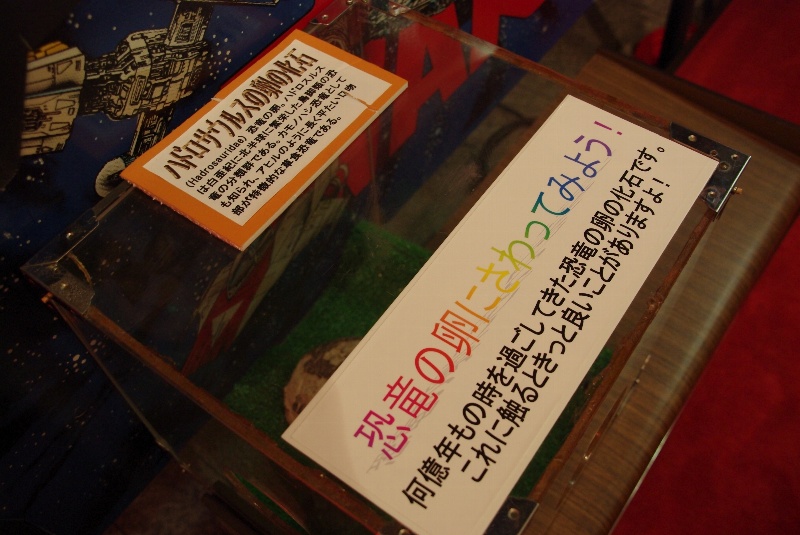 ハドロサウルスの卵の化石
(Hadrosauridae) 恐竜の卵。ハドロスルス
は白亜紀に北半球に繁栄した鳥脚類の恐
竜の分類群である。カモノハシ恐竜として
も知られ、アヒルのように長く平たい口吻
部が特徴的な草食恐竜である。
恐竜の卵にさわってみよう!
何億年もの時を過ごしてきた恐竜の卵の化石です。
これに触るときっと良いことがありますよ!